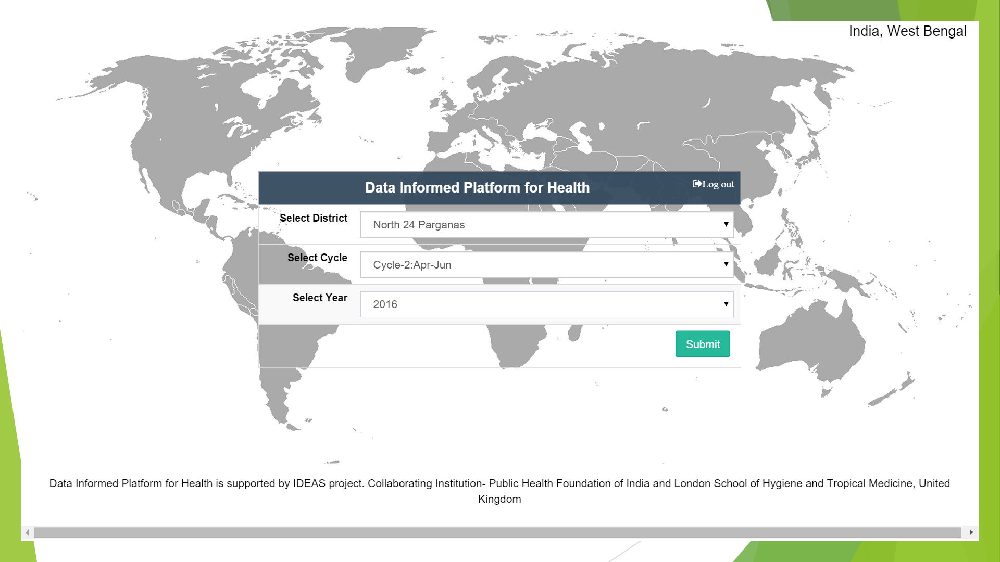 India, West Bengal
Data Informed Platform for Health
Log out
Select District
North 24 Parganas
Select Cycle
Cycle-2:Apr-Jun
Select Year
2016
Submit
Data Informed Platform for Health is supported by IDEAS project. Collaborating Institution- Public Health Foundation of India and London School of Hygiene and Tropical Medicine, United
Kingdom